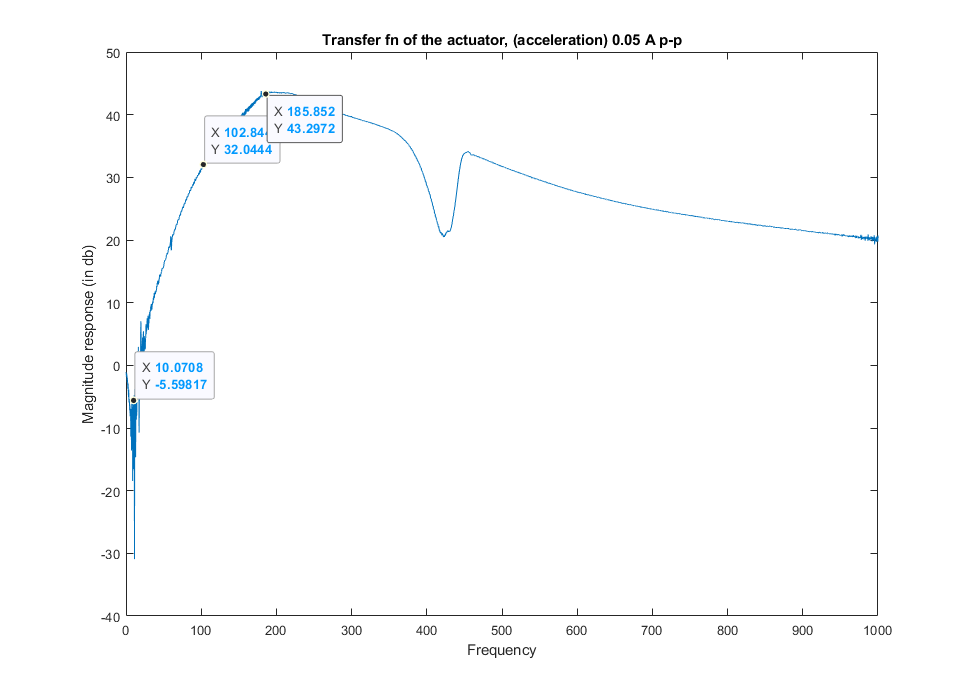 Transfer fn of the actuator, (acceleration) 0.05 A p-p
50
40
30
20
10
0
-10
-20
-30
-40
Magnitude response (in db)
X 185.852
Y 43.2972
X 102.844
Y 32.0444
X 10.0708
Y -5.59817
0 100 200 300 400 500 600 700 800 900 1000
Frequency